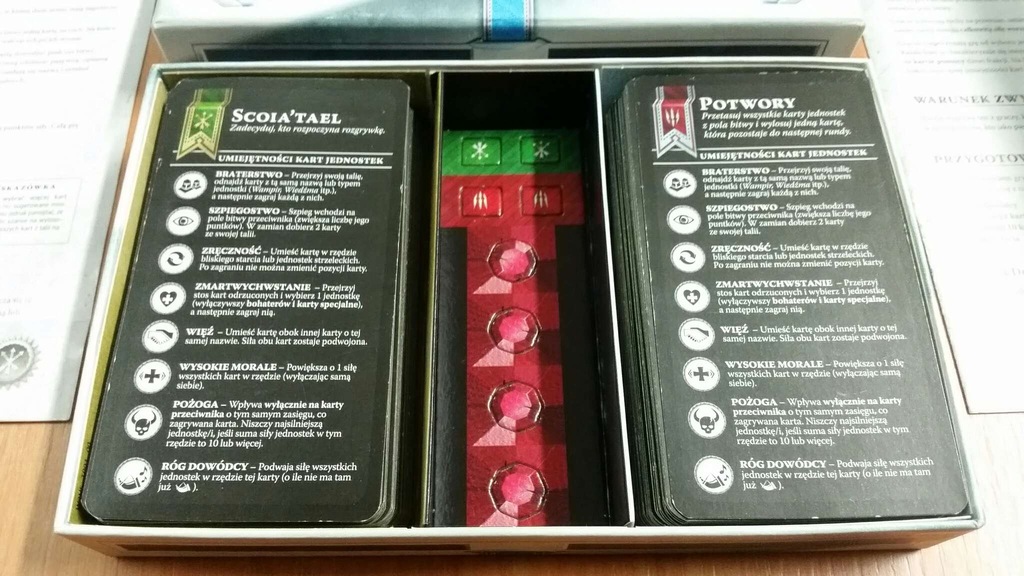 SCOIA'TAEL
Zadecyduj, kto rozpoczyna rozgrywkę.
UMIEJĘTNOŚCI KART JEDNOSTEK
BRATERSTWO – Przejrzyj swoją talię,
odnajdź karty z tą samą nazwą lub typem
jednostki (Wampir, Wiedźma itp.),
a następnie zagraj każdą z nich.
SZPIEGOSTWO – Szpieg wchodzi na
pole bitwy przeciwnika (zwiększa liczbę jego
punktów). W zamian dobierz 2 karty
ze swojej talii.
ZRĘCZNOŚĆ – Umieść kartę w rzędzie
bliskiego starcia lub jednostek strzeleckich.
Po zagraniu nie można zmienić pozycji karty.
ZMARTWYCHWSTANIE – Przejrzyj
stos kart odrzuconych i wybierz 1 jednostkę
(wyłączywszy bohaterów i karty specjalne),
a następnie zagraj nią.
WIĘŹ – Umieść kartę obok innej karty o tej
samej nazwie. Siła obu kart zostaje podwojona.
WYSOKIE MORALE – Powiększa o 1 siłę
wszystkich kart w rzędzie (wyłączając samą
siebie).
POŻOGA – Wpływa wyłącznie na karty
przeciwnika o tym samym zasięgu, co
zagrywana karta. Niszczy najsilniejszą
jednostkę/i, jeśli suma siły jednostek w tym
rzędzie to 10 lub więcej.
RÓG DOWÓDCY – Podwaja siłę wszystkich
jednostek w rzędzie tej karty (o ile nie ma tam
już ).
POTWORY
Przetasuj wszystkie karty jednostek
z pola bitwy i wylosuj jedną kartę,
która pozostaje do następnej rundy.
UMIEJĘTNOŚCI KART JEDNOSTEK
BRATERSTWO – Przejrzyj swoją talię,
odnajdź karty z tą samą nazwą lub typem
jednostki (Wampir, Wiedźma itp.),
a następnie zagraj każdą z nich.
SZPIEGOSTWO – Szpieg wchodzi na
pole bitwy przeciwnika (zwiększa liczbę jego
punktów). W zamian dobierz 2 karty
ze swojej talii.
ZRĘCZNOŚĆ – Umieść kartę w rzędzie
bliskiego starcia lub jednostek strzeleckich.
Po zagraniu nie można zmienić pozycji karty.
ZMARTWYCHWSTANIE – Przejrzyj
stos kart odrzuconych i wybierz 1 jednostkę
(wyłączywszy bohaterów i karty specjalne),
a następnie zagraj nią.
WIĘŹ – Umieść kartę obok innej karty o tej
samej nazwie. Siła obu kart zostaje podwojona.
WYSOKIE MORALE – Powiększa o 1 siłę
wszystkich kart w rzędzie (wyłączając samą
siebie).
POŻOGA – Wpływa wyłącznie na karty
przeciwnika o tym samym zasięgu, co
zagrywana karta. Niszczy najsilniejszą
jednostkę/i, jeśli suma siły jednostek w tym
rzędzie to 10 lub więcej.
RÓG DOWÓDCY – Podwaja siłę wszystkich
jednostek w rzędzie tej karty (o ile nie ma tam
już ).
WARUNEK